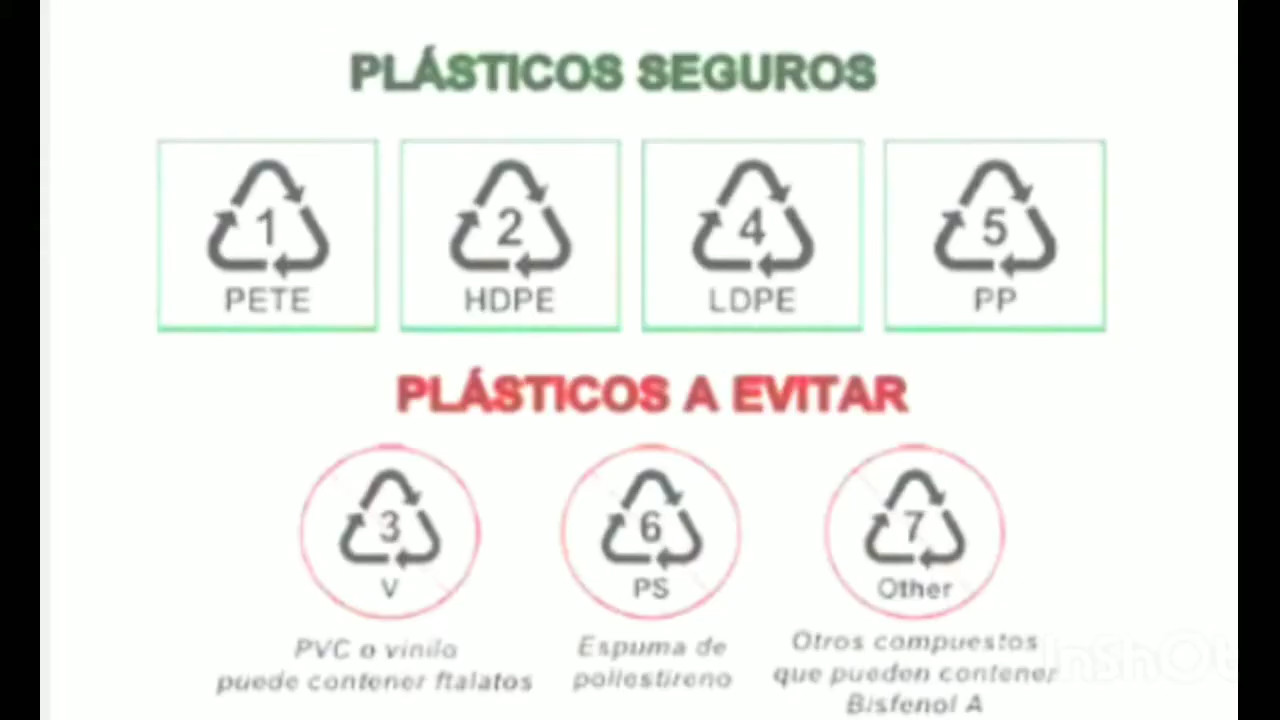 PLÁSTICOS SEGUROS
1 2 4 5
PETE HDPE LDPE PP
PLÁSTICOS A EVITAR
3 6 7
V PS Other
PVC o vinilo
puede contener ftalatos
Espuma de
poliestireno
Otros compuestos
que pueden contener
Bisfenol A
InShOt